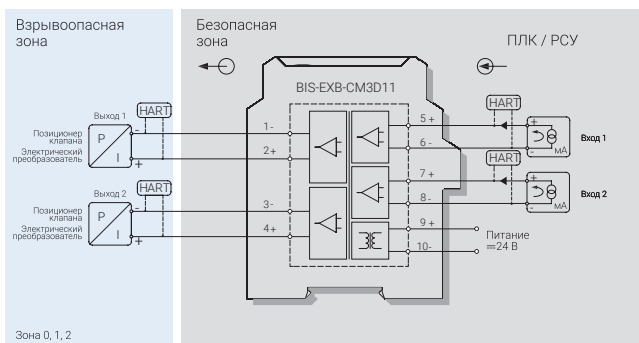 Взрывоопасная
зона
Безопасная
зона
ПЛК / РСУ
BIS-EXB-CM3D11
Выход 1
HART
Позиционер
клапана
Электрический
преобразователь
P
I
-
+
1-
2+
5 +
6 -
HART
+
-
мА
Вход 1
Выход 2
HART
Позиционер
клапана
Электрический
преобразователь
P
I
-
+
3-
4+
7 +
8 -
HART
+
-
мА
Вход 2
9 +
10-
Питание
⎓24 В
Зона 0, 1, 2